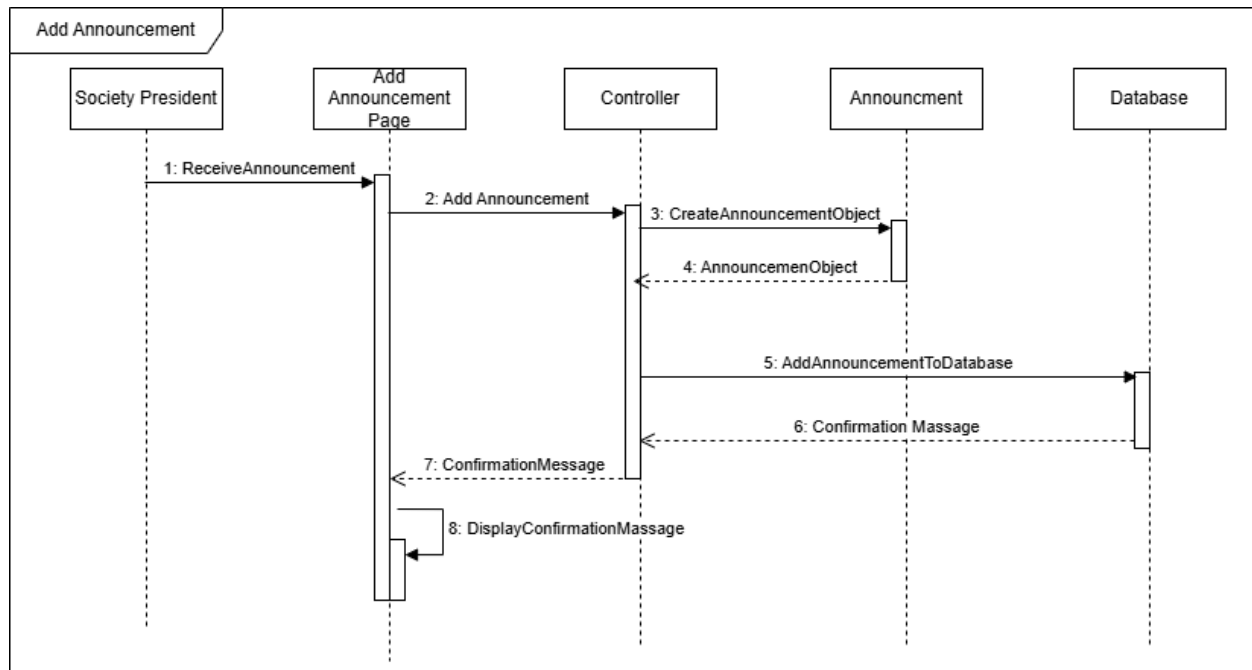 Add Announcement
Society President
Add
Announcement
Page
Controller
Announcment
Database
1: ReceiveAnnouncement
2: Add Announcement
3: CreateAnnouncementObject
4: AnnouncemenObject
5: AddAnnouncementToDatabase
6: Confirmation Massage
7: ConfirmationMessage
8: DisplayConfirmationMassage